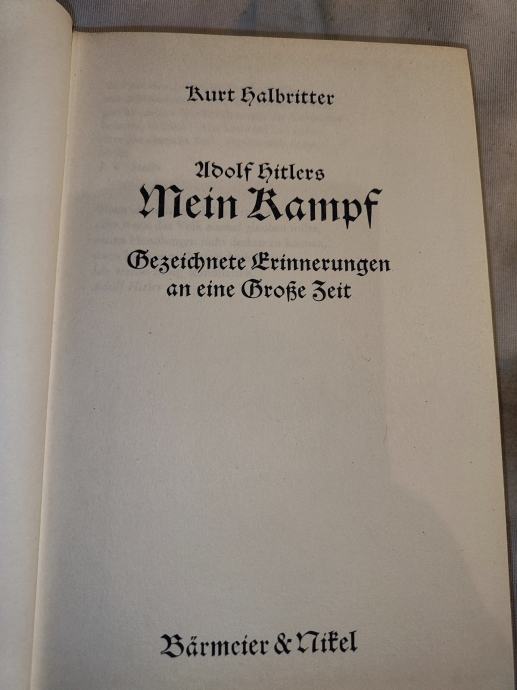 Kurt Halbritter
Adolf Hitlers
Mein Kampf
Gezeichnete Erinnerungen
an eine Große Zeit
Bärmeier & Nikel